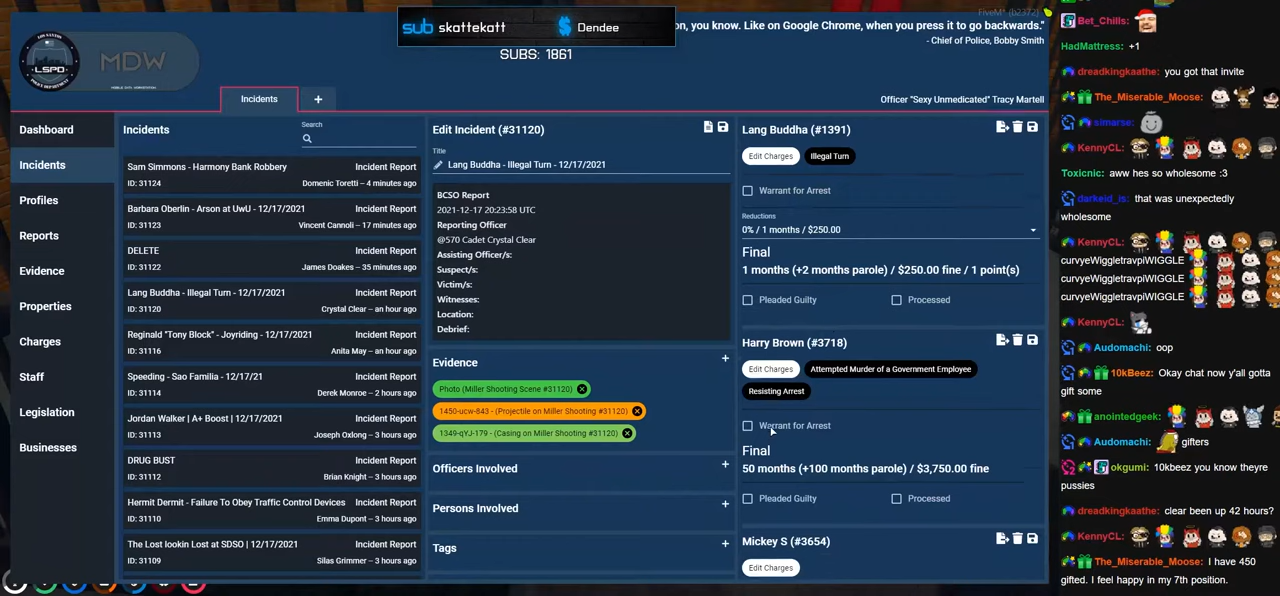 FiveM® (b2372)
sub skattekatt $ Dendee
on, you know. Like on Google Chrome, when you press it to go backwards."
- Chief of Police, Bobby Smith
SUBS: 1861
LOS SANTOS
LSPD
POLICE DEPARTMENT
MDW
MOBILE DATA WORKSTATION
Incidents
+
Officer "Sexy Unmedicated" Tracy Martell
Dashboard
Incidents
Profiles
Reports
Evidence
Properties
Charges
Staff
Legislation
Businesses
Incidents
Search
Sam Simmons - Harmony Bank Robbery Incident Report
ID: 31124 Domenic Toretti – 4 minutes ago
Barbara Oberlin - Arson at UwU - 12/17/2021 Incident Report
ID: 31123 Vincent Cannoli – 17 minutes ago
DELETE Incident Report
ID: 31122 James Doakes – 35 minutes ago
Lang Buddha - Illegal Turn - 12/17/2021 Incident Report
ID: 31120 Crystal Clear – an hour ago
Reginald "Tony Block" - Joyriding - 12/17/2021 Incident Report
ID: 31116 Anita May – an hour ago
Speeding - Sao Familia - 12/17/21 Incident Report
ID: 31114 Derek Monroe – 2 hours ago
Jordan Walker | A+ Boost | 12/17/2021 Incident Report
ID: 31113 Joseph Oxlong – 3 hours ago
DRUG BUST Incident Report
ID: 31112 Brian Knight – 3 hours ago
Hermit Dermit - Failure To Obey Traffic Control Devices Incident Report
ID: 31110 Emma Dupont – 3 hours ago
The Lost lookin Lost at SDSO | 12/17/2021 Incident Report
ID: 31109 Silas Grimmer – 3 hours ago
Edit Incident (#31120)
Title
Lang Buddha - Illegal Turn - 12/17/2021
BCSO Report
2021-12-17 20:23:58 UTC
Reporting Officer
@570 Cadet Crystal Clear
Assisting Officer/s:
Suspect/s:
Victim/s:
Witnesses:
Location:
Debrief:
Evidence +
Photo (Miller Shooting Scene #31120)
1450-ucw-843 - (Projectile on Miller Shooting #31120)
1349-qYJ-179 - (Casing on Miller Shooting #31120)
Officers Involved +
Persons Involved +
Tags +
Lang Buddha (#1391)
Edit Charges Illegal Turn
Warrant for Arrest
Reductions
0% / 1 months / $250.00
Final
1 months (+2 months parole) / $250.00 fine / 1 point(s)
Pleaded Guilty Processed
Harry Brown (#3718)
Edit Charges Attempted Murder of a Government Employee
Resisting Arrest
Warrant for Arrest
Final
50 months (+100 months parole) / $3,750.00 fine
Pleaded Guilty Processed
Mickey S (#3654)
Edit Charges
Bet_Chills:
HadMattress: +1
dreadkingkaathe: you got that invite
The_Miserable_Moose:
simarse:
KennyCL:
Toxicnic: aww hes so wholesome :3
darkeid_is: that was unexpectedly
wholesome
KennyCL:
curvyeWiggletravpiWIGGLE
curvyeWiggletravpiWIGGLE
curvyeWiggletravpiWIGGLE
KennyCL:
Audomachi: oop
10kBeez: Okay chat now y'all gotta
gift some
anointedgeek:
Audomachi: gifters
okgumi: 10kbeez you know theyre
pussies
dreadkingkaathe: clear been up 42 hours?
KennyCL:
The_Miserable_Moose: I have 450
gifted. I feel happy in my 7th position.